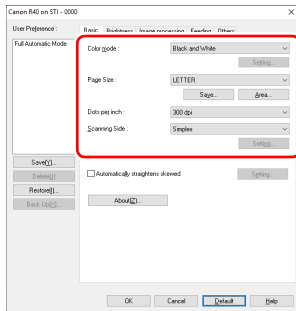 Canon R40 on STI - 0000
User Preference :
Full Automatic Mode
Save(Y)...
Delete(J)
Restore(I)...
Basic Brightness Image processing Feeding Others
Color mode : Black and White
Setting...
Page Size : LETTER
Save... Area...
Dots per inch : 300 dpi
Scanning Side : Simplex
Setting...
Automatically straightens skewed Setting...
About(Z)...
OK Cancel Default Help